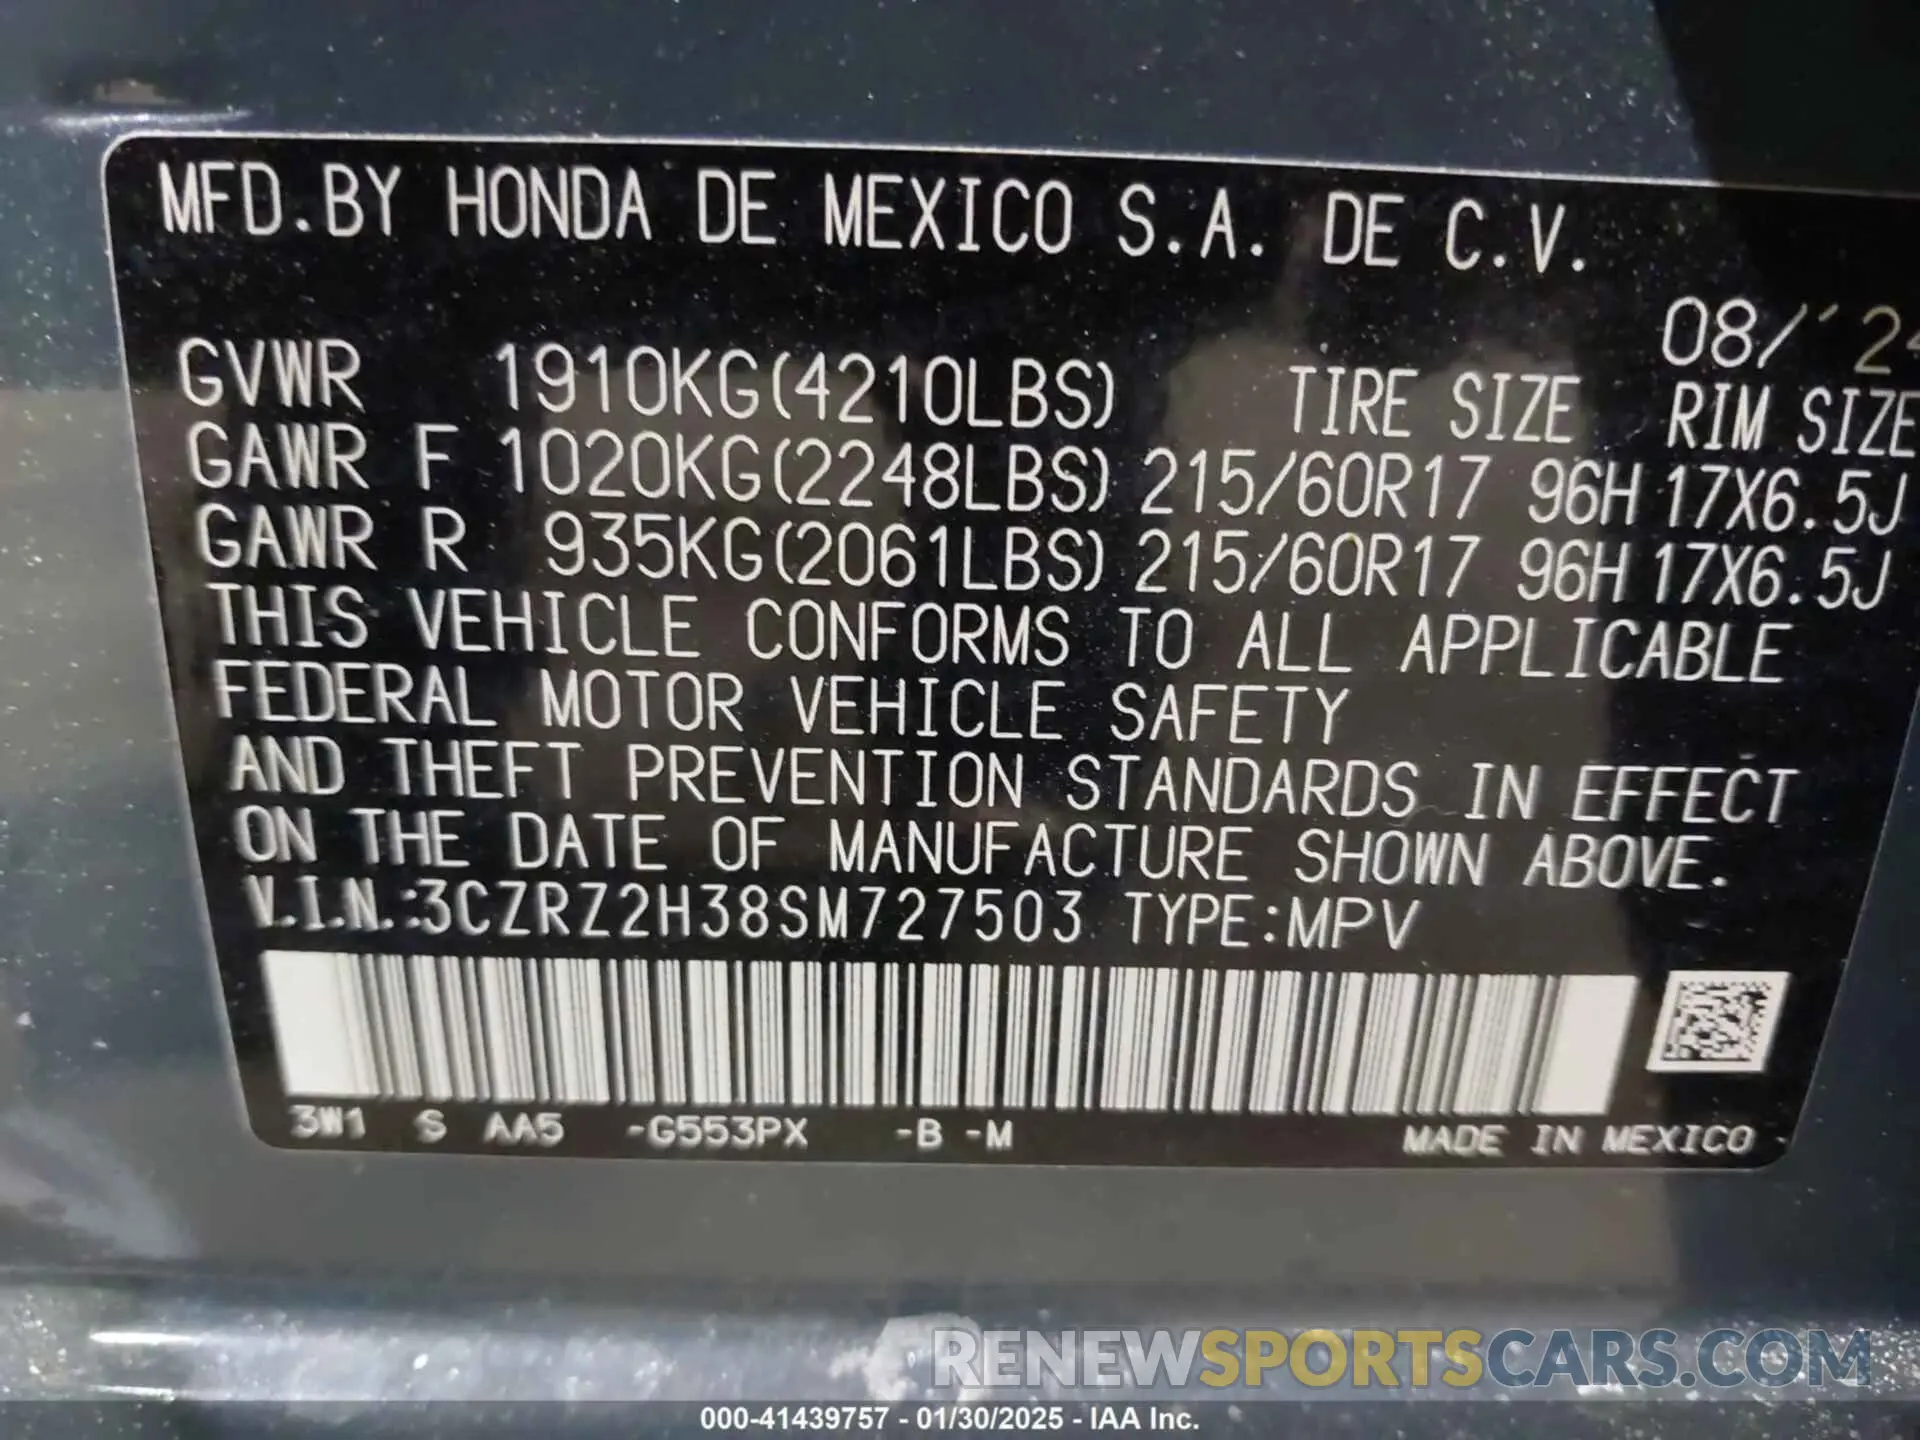 MFD.BY HONDA DE MEXICO S.A. DE C.V.
08/'24
GVWR 1910KG(4210LBS) TIRE SIZE RIM SIZE
GAWR F 1020KG(2248LBS) 215/60R17 96H 17X6.5J
GAWR R 935KG(2061LBS) 215/60R17 96H 17X6.5J
THIS VEHICLE CONFORMS TO ALL APPLICABLE
FEDERAL MOTOR VEHICLE SAFETY
AND THEFT PREVENTION STANDARDS IN EFFECT
ON THE DATE OF MANUFACTURE SHOWN ABOVE.
V.I.N.:3CZRZ2H38SM727503 TYPE:MPV
3W1 S AA5 -G553PX -B -M MADE IN MEXICO
RENEWSPORTSCARS.COM
000-41439757 - 01/30/2025 - IAA Inc.